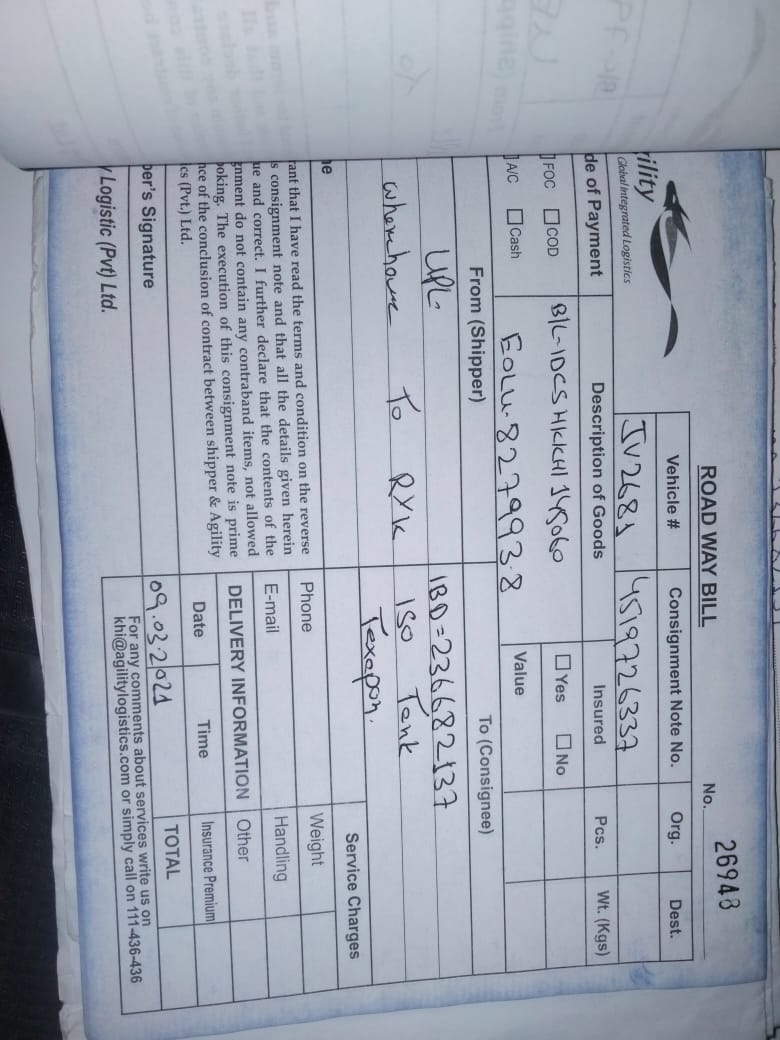 ROAD WAY BILL
No. 26948
ility
Global Integrated Logistics
Vehicle # Consignment Note No. Org. Dest.
JV2681 4519726337
de of Payment Description of Goods Insured Pcs. Wt. (Kgs)
FOC COD B/L-IDCS HKKHI 145060 Yes No
A/C Cash EOLU-827993-8 Value
From (Shipper) To (Consignee)
UPL IBD=236682137
wherehouse To RYK ISO Tank
Texapon.
ne Service Charges
Phone Weight
E-mail Handling
DELIVERY INFORMATION Other
Date Time Insurance Premium
09.03.2021 TOTAL
rant that I have read the terms and condition on the reverse
s consignment note and that all the details given herein
ue and correct. I further declare that the contents of the
gnment do not contain any contraband items, not allowed
ooking. The execution of this consignment note is prime
nce of the conclusion of contract between shipper & Agility
cs (Pvt.) Ltd.
per's Signature
y Logistic (Pvt) Ltd.
For any comments about services write us on
khi@agilitylogistics.com or simply call on 111-436-436